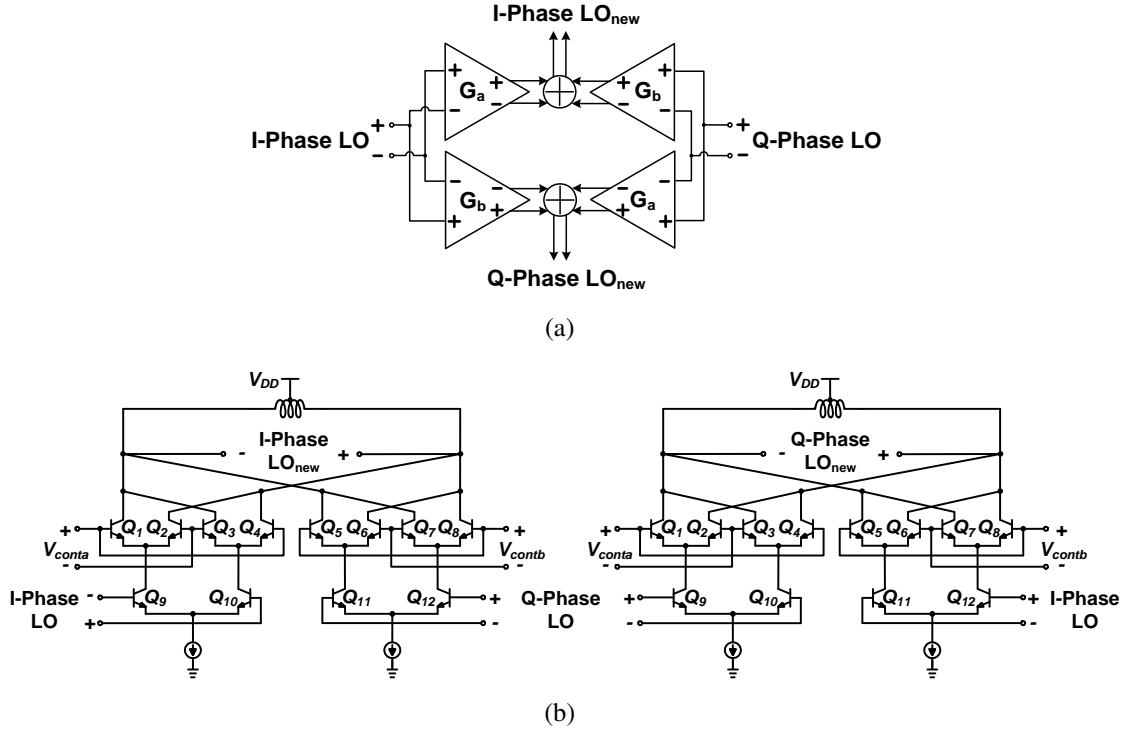 I-Phase LOnew
+ + + +
Ga Gb
- - - -
+ +
I-Phase LO Q-Phase LO
- -
- - - -
Gb Ga
+ + + +
Q-Phase LOnew
(a)
VDD VDD
I-Phase Q-Phase
- + - +
LOnew LOnew
+ Q1 Q2 Q3 Q4 Q5 Q6 Q7 Q8 + + Q1 Q2 Q3 Q4 Q5 Q6 Q7 Q8 +
Vconta Vcontb Vconta Vcontb
- - - -
I-Phase - Q9 Q10 Q11 Q12 + Q-Phase + Q9 Q10 Q11 Q12 + I-Phase
LO + - LO - - LO
(b)